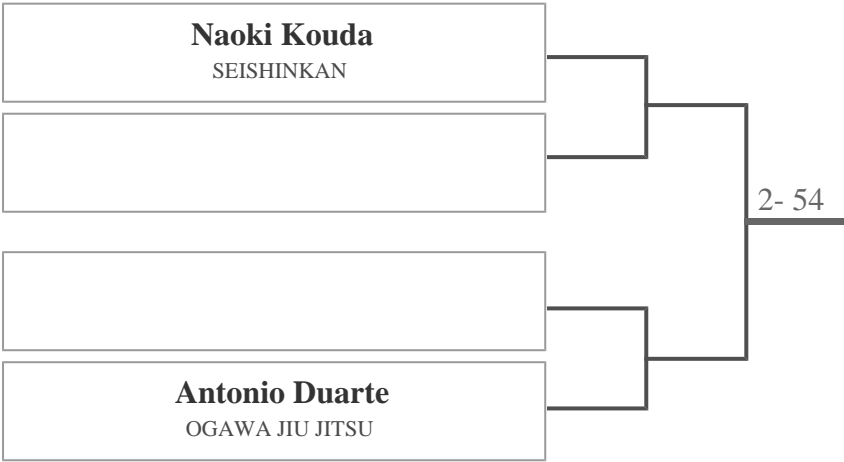 Naoki Kouda
SEISHINKAN
2- 54
Antonio Duarte
OGAWA JIU JITSU